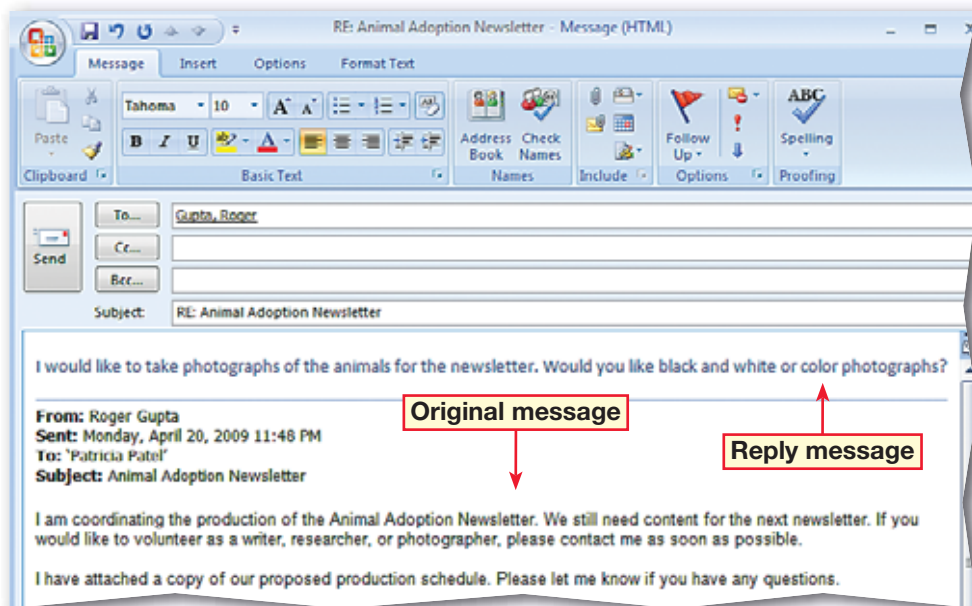 RE: Animal Adoption Newsletter - Message (HTML)
Message Insert Options Format Text
Paste
Tahoma 10 A A
B I U A
Address Book
Check Names
Follow Up
ABC
Spelling
Clipboard Basic Text Names Include Options Proofing
Send
To... Gupta, Roger
Cc...
Bcc...
Subject: RE: Animal Adoption Newsletter
I would like to take photographs of the animals for the newsletter. Would you like black and white or color photographs?
Original message
Reply message
From: Roger Gupta
Sent: Monday, April 20, 2009 11:48 PM
To: 'Patricia Patel'
Subject: Animal Adoption Newsletter
I am coordinating the production of the Animal Adoption Newsletter. We still need content for the next newsletter. If you
would like to volunteer as a writer, researcher, or photographer, please contact me as soon as possible.
I have attached a copy of our proposed production schedule. Please let me know if you have any questions.